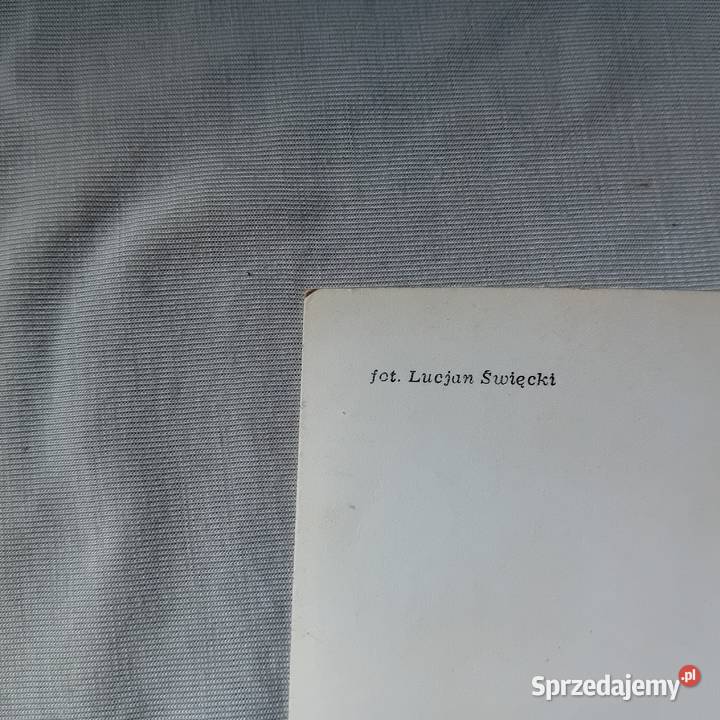 fot. Lucjan Święcki
Sprzedajemy.pl